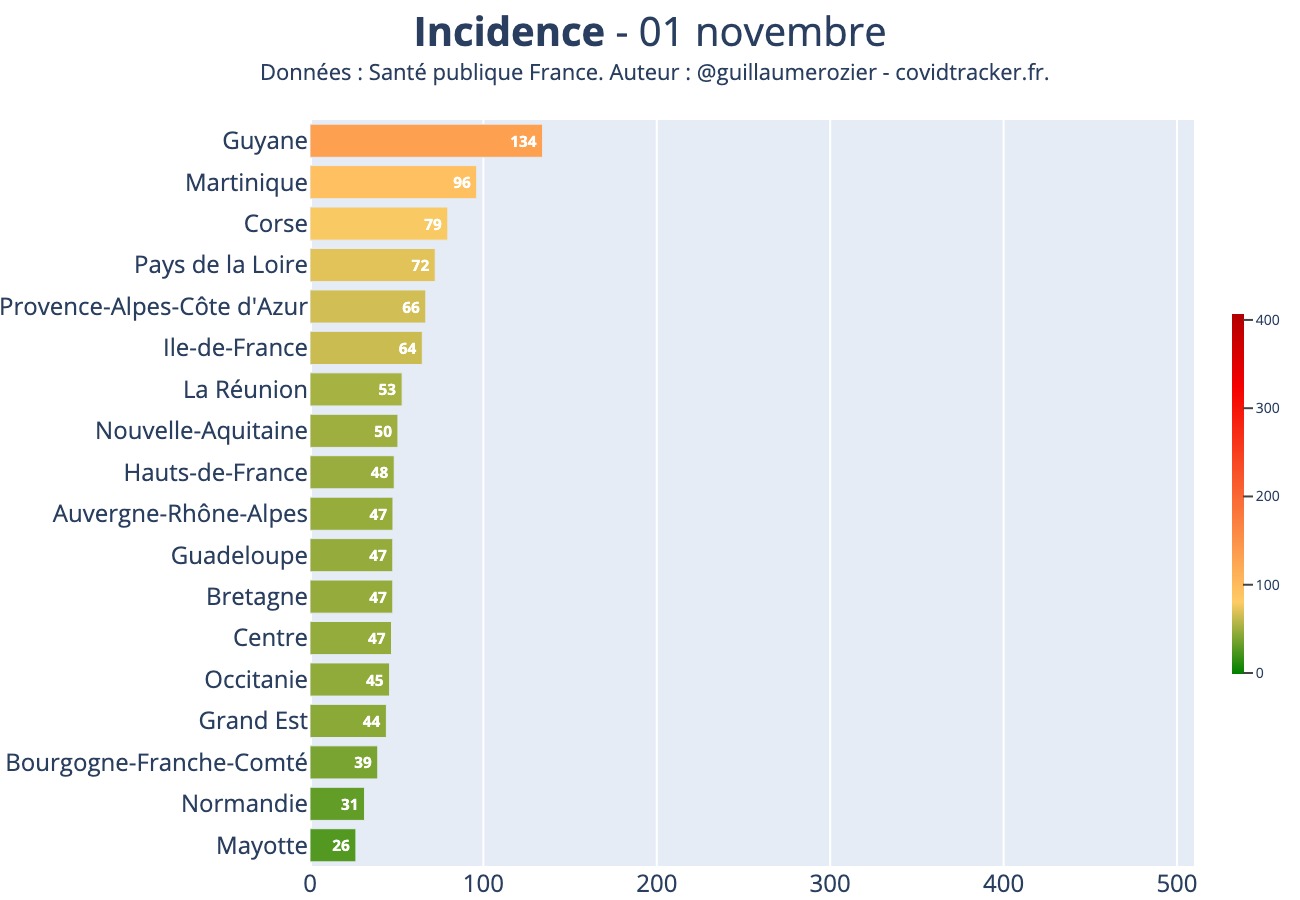 Incidence - 01 novembre
Données : Santé publique France. Auteur : @guillaumerozier - covidtracker.fr.
Guyane 134
Martinique 96
Corse 79
Pays de la Loire 72
Provence-Alpes-Côte d'Azur 66
Ile-de-France 64
La Réunion 53
Nouvelle-Aquitaine 50
Hauts-de-France 48
Auvergne-Rhône-Alpes 47
Guadeloupe 47
Bretagne 47
Centre 47
Occitanie 45
Grand Est 44
Bourgogne-Franche-Comté 39
Normandie 31
Mayotte 26
0 100 200 300 400 500
400
300
200
100
0